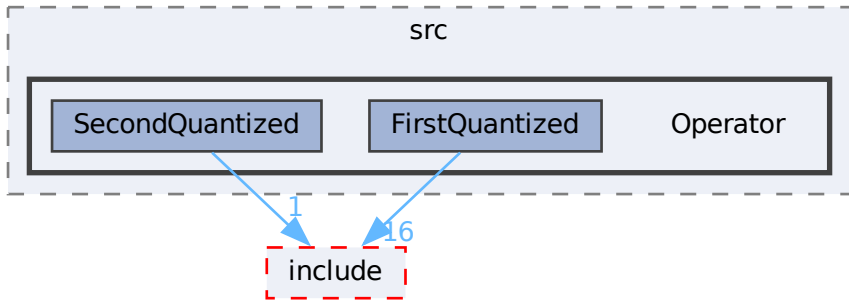 src
SecondQuantized
FirstQuantized
Operator
1
16
include